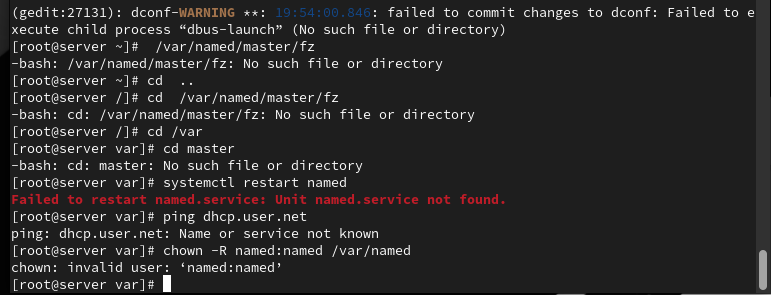 (gedit:27131): dconf-WARNING **: 19:54:00.846: failed to commit changes to dconf: Failed to e
xecute child process “dbus-launch” (No such file or directory)
[root@server ~]#  /var/named/master/fz
-bash: /var/named/master/fz: No such file or directory
[root@server ~]# cd  ..
[root@server /]# cd  /var/named/master/fz
-bash: cd: /var/named/master/fz: No such file or directory
[root@server /]# cd /var
[root@server var]# cd master
-bash: cd: master: No such file or directory
[root@server var]# systemctl restart named
Failed to restart named.service: Unit named.service not found.
[root@server var]# ping dhcp.user.net
ping: dhcp.user.net: Name or service not known
[root@server var]# chown -R named:named /var/named
chown: invalid user: ‘named:named’
[root@server var]#